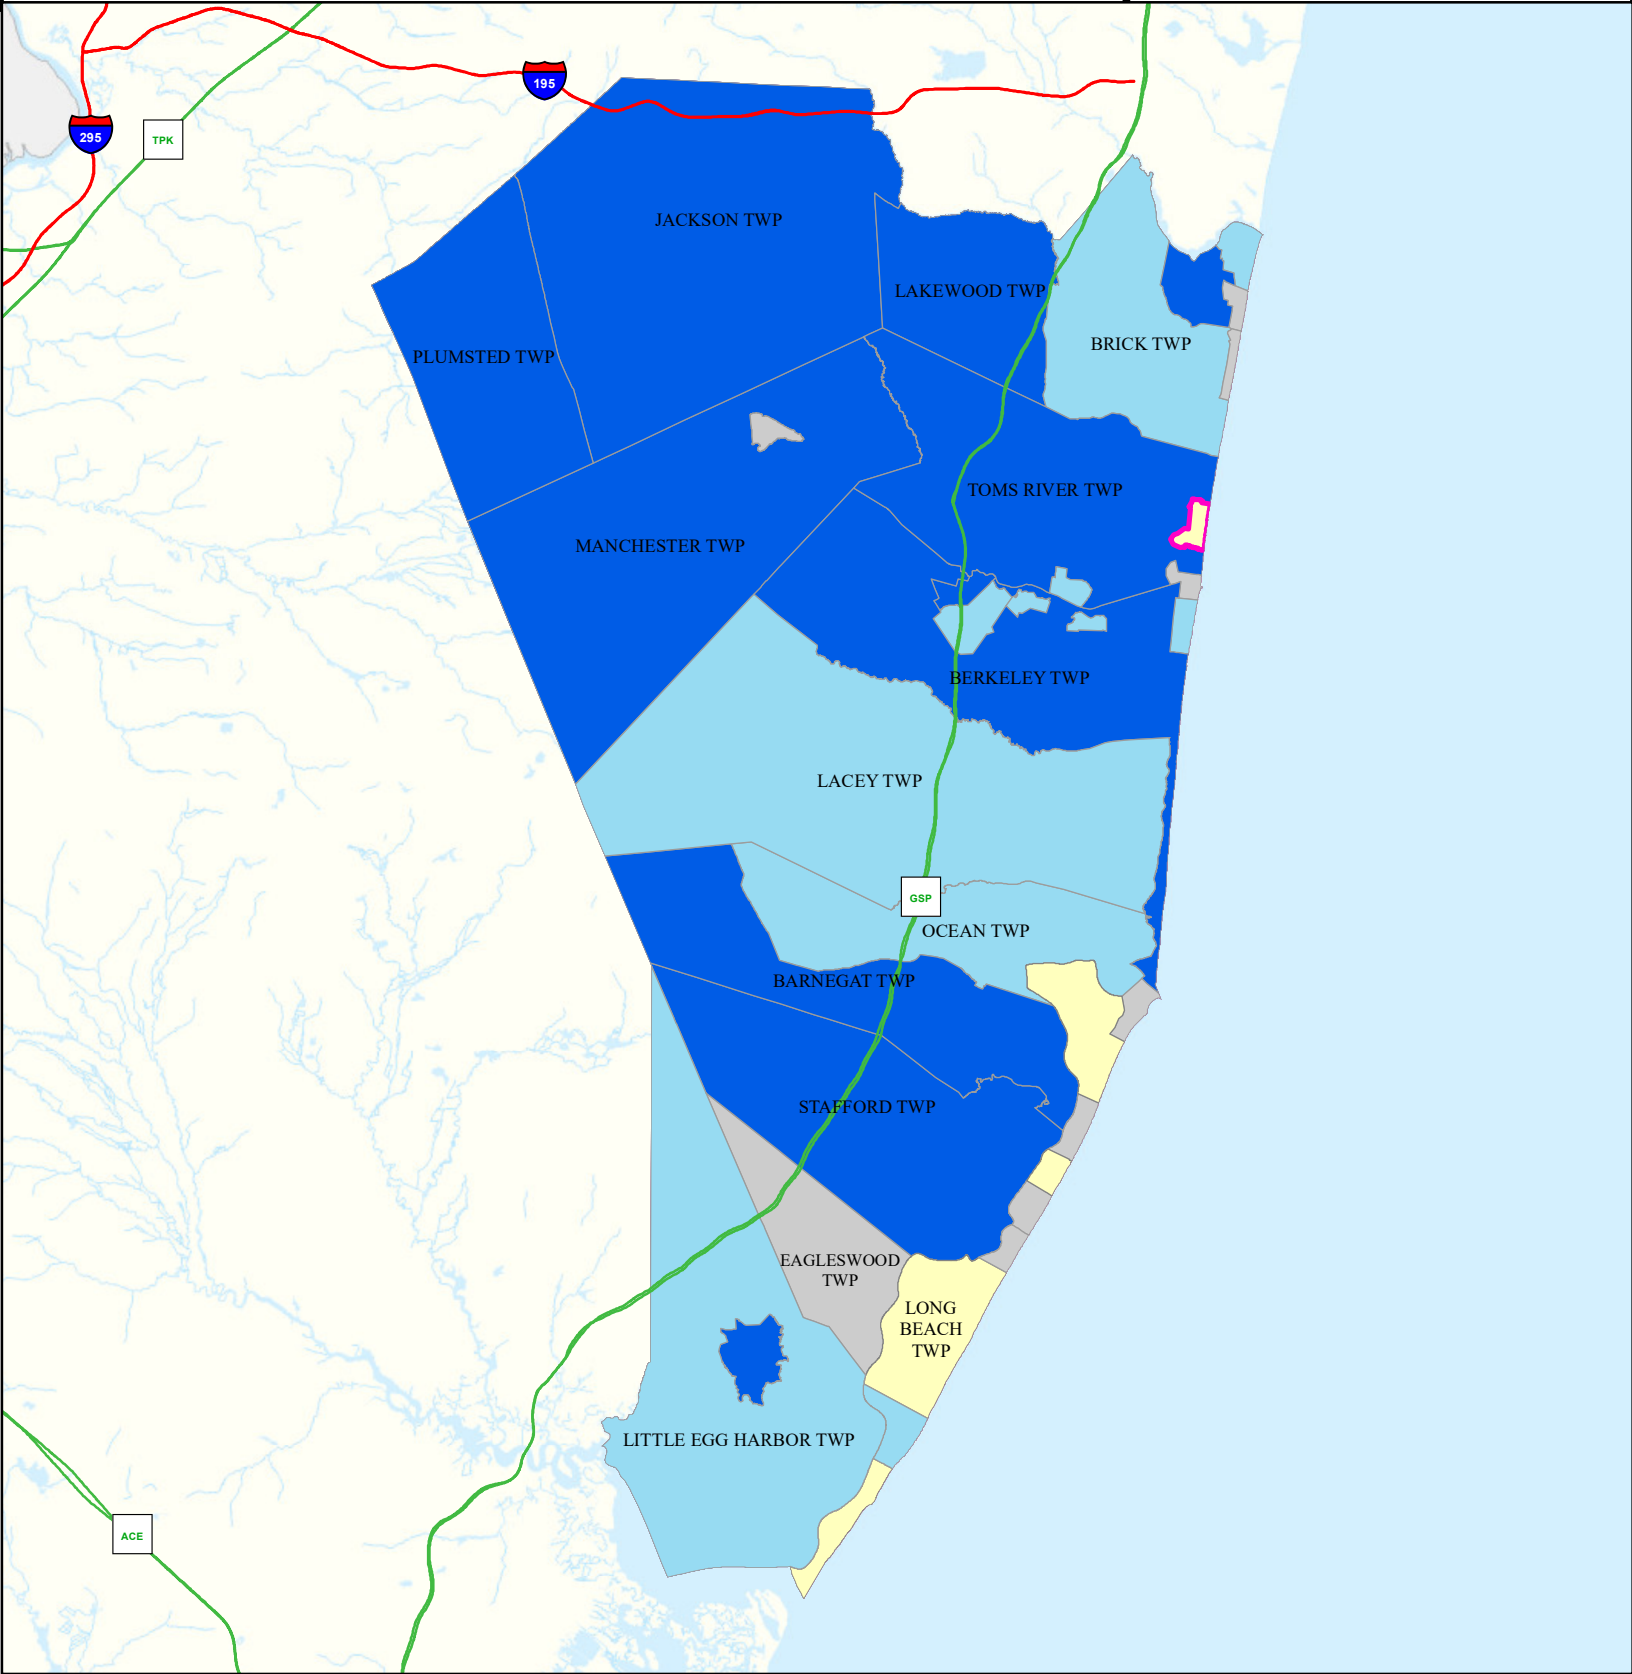 195
295
TPK
JACKSON TWP
LAKEWOOD TWP
BRICK TWP
PLUMSTED TWP
TOMS RIVER TWP
MANCHESTER TWP
BERKELEY TWP
LACEY TWP
GSP
OCEAN TWP
BARNEGAT TWP
STAFFORD TWP
EAGLESWOOD
TWP
LONG
BEACH
TWP
LITTLE EGG HARBOR TWP
ACE